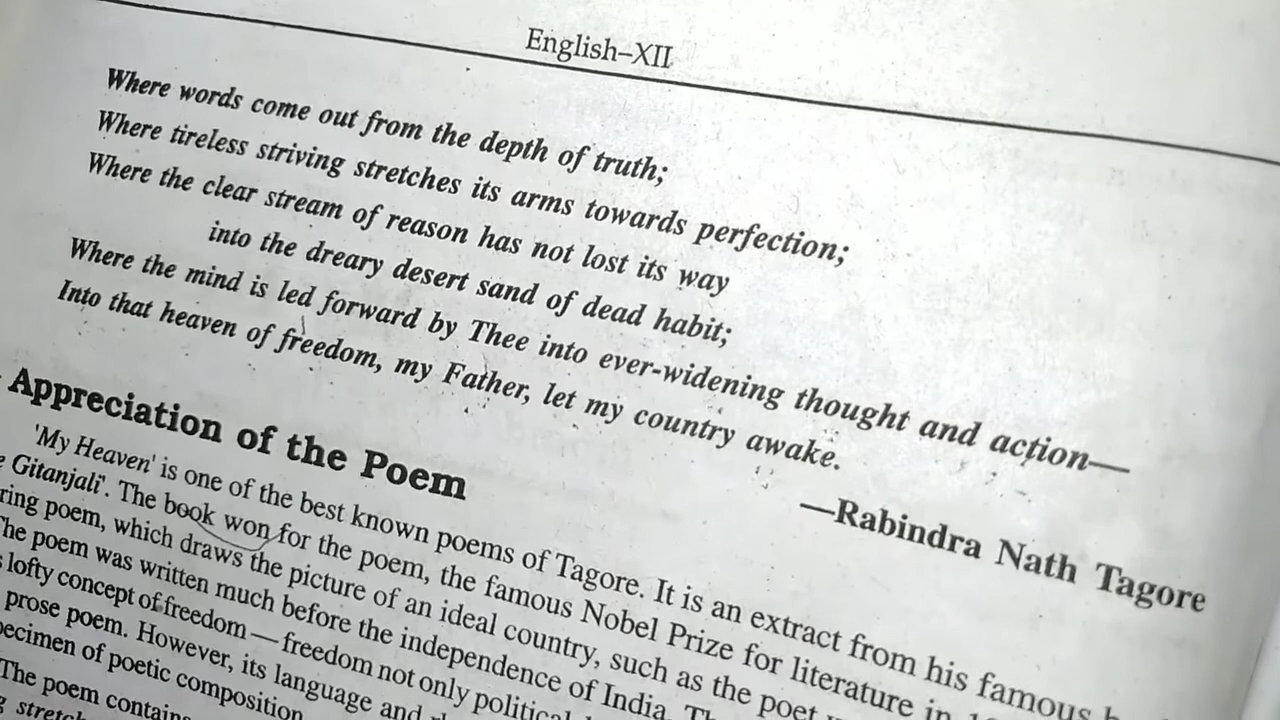 English–XII
Where words come out from the depth of truth;
Where tireless striving stretches its arms towards perfection;
Where the clear stream of reason has not lost its way
into the dreary desert sand of dead habit;
Where the mind is led forward by Thee into ever-widening thought and action—
Into that heaven of freedom, my Father, let my country awake.
—Rabindra Nath Tagore
Appreciation of the Poem
'My Heaven' is one of the best known poems of Tagore. It is an extract from his famous
Gitanjali'. The book won for the poem, the famous Nobel Prize for literature in
poem, which draws the picture of an ideal country, such as the poet
The poem was written much before the independence of India.
lofty concept of freedom — freedom not only political
prose poem. However, its language and
of poetic composition
The poem contains